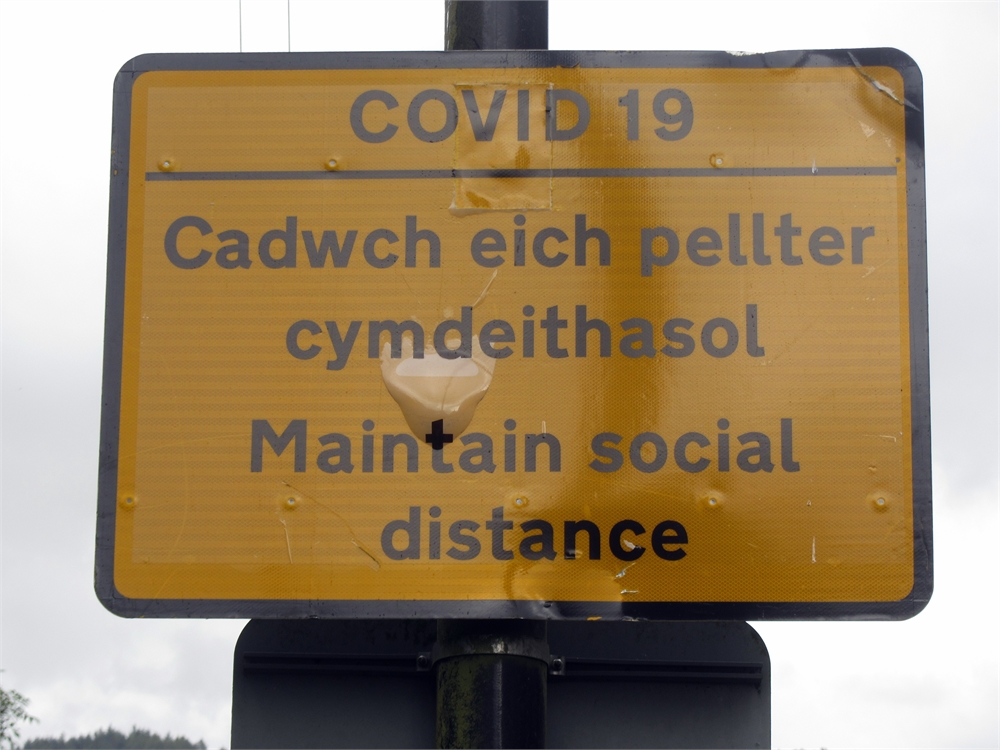 COVID 19
Cadwch eich pellter
cymdeithasol
Maintain social
distance